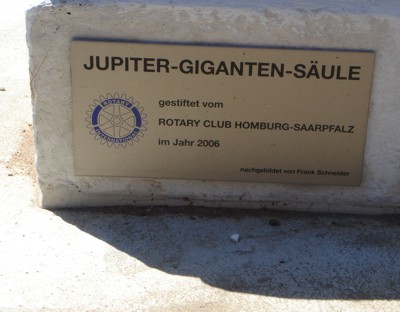 JUPITER-GIGANTEN-SÄULE
gestiftet vom
ROTARY CLUB HOMBURG-SAARPFALZ
im Jahr 2006
nachgebildet von Frank Schneider
ROTARY
INTERNATIONAL